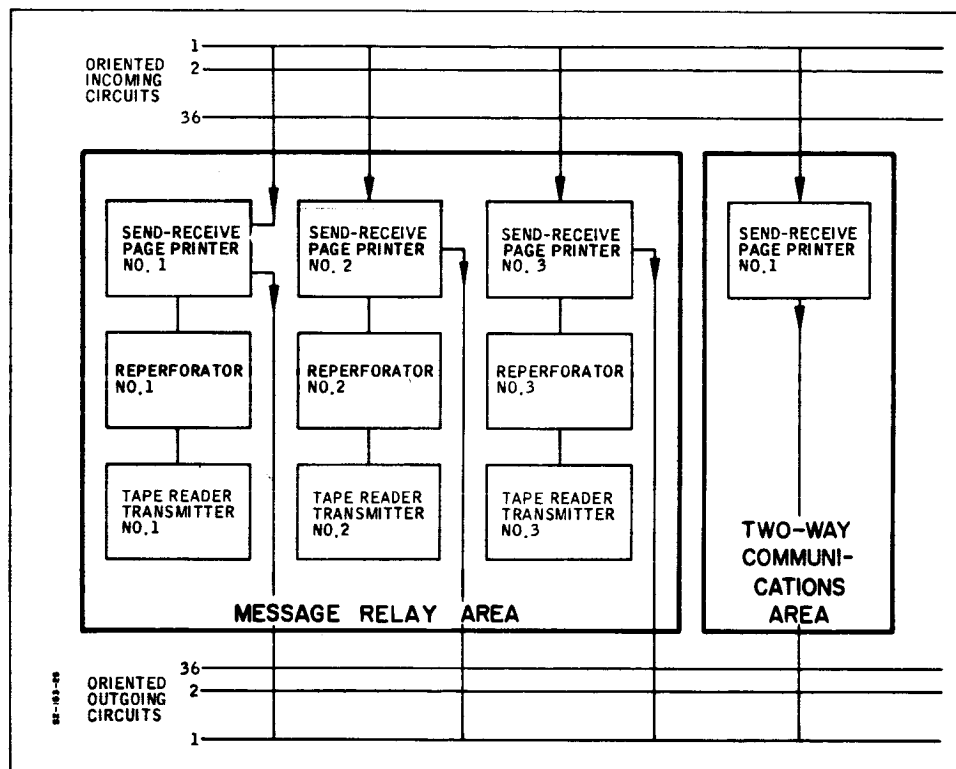 1
ORIENTED
INCOMING
CIRCUITS
2
36
SEND-RECEIVE
PAGE PRINTER
NO. 1
SEND-RECEIVE
PAGE PRINTER
NO. 2
SEND-RECEIVE
PAGE PRINTER
NO. 3
SEND-RECEIVE
PAGE PRINTER
NO.1
REPERFORATOR
NO.1
REPERFORATOR
NO.2
REPERFORATOR
NO.3
TAPE READER
TRANSMITTER
NO.1
TAPE READER
TRANSMITTER
NO.2
TAPE READER
TRANSMITTER
NO.3
MESSAGE RELAY AREA
TWO-WAY
COMMUNI-
CATIONS
AREA
ORIENTED
OUTGOING
CIRCUITS
36
2
1